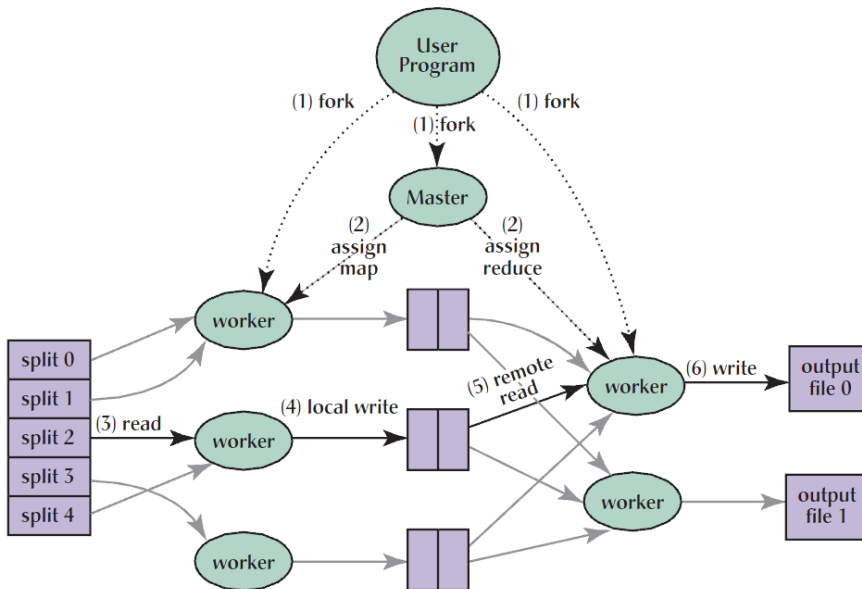 User
Program
(1) fork
(1) fork
(1) fork
Master
(2)
assign
map
(2)
assign
reduce
worker
split 0
split 1
split 2
split 3
split 4
(3) read
worker
(4) local write
(5) remote
read
worker
(6) write
output
file 0
worker
output
file 1
worker